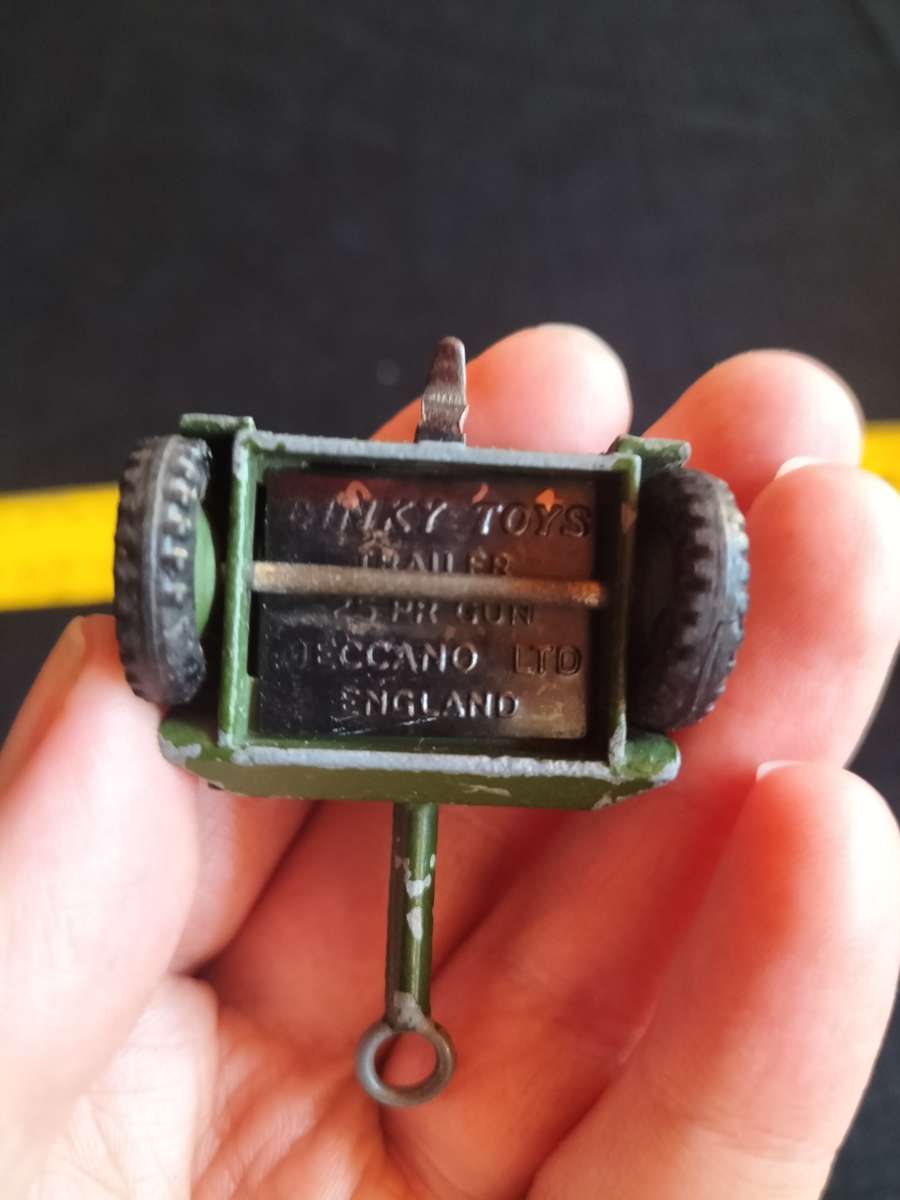 DINKY TOYS
TRAILER
25 PR GUN
MECCANO LTD
ENGLAND